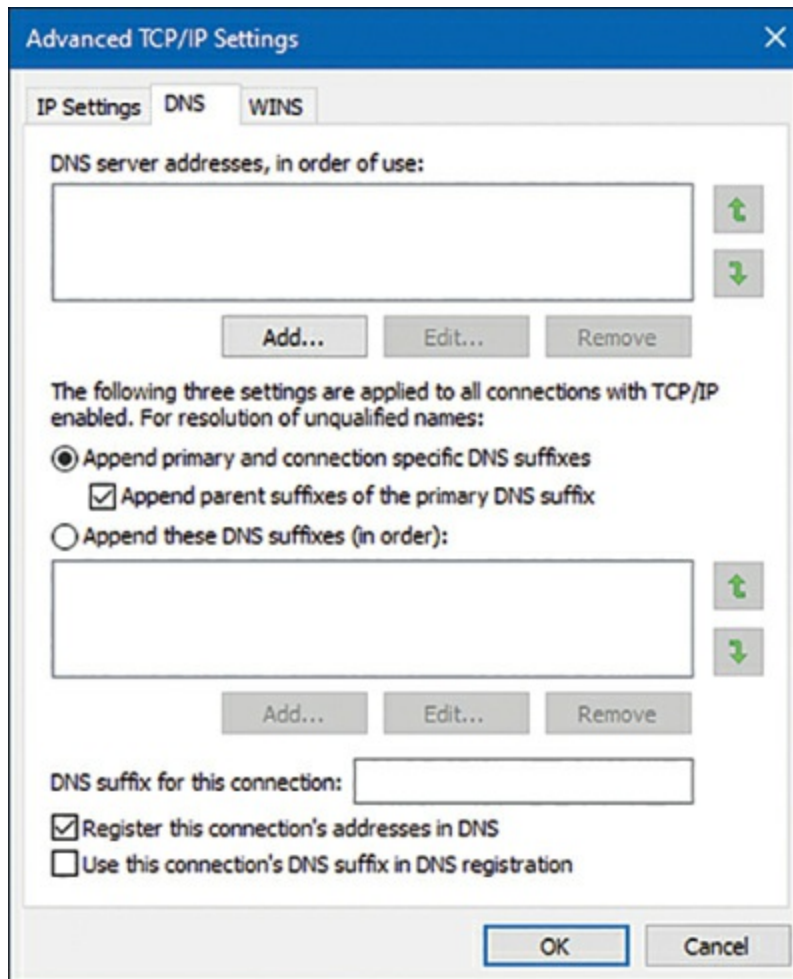 Advanced TCP/IP Settings
IP Settings DNS WINS
DNS server addresses, in order of use:
Add... Edit... Remove
The following three settings are applied to all connections with TCP/IP
enabled. For resolution of unqualified names:
Append primary and connection specific DNS suffixes
Append parent suffixes of the primary DNS suffix
Append these DNS suffixes (in order):
Add... Edit... Remove
DNS suffix for this connection:
Register this connection's addresses in DNS
Use this connection's DNS suffix in DNS registration
OK Cancel